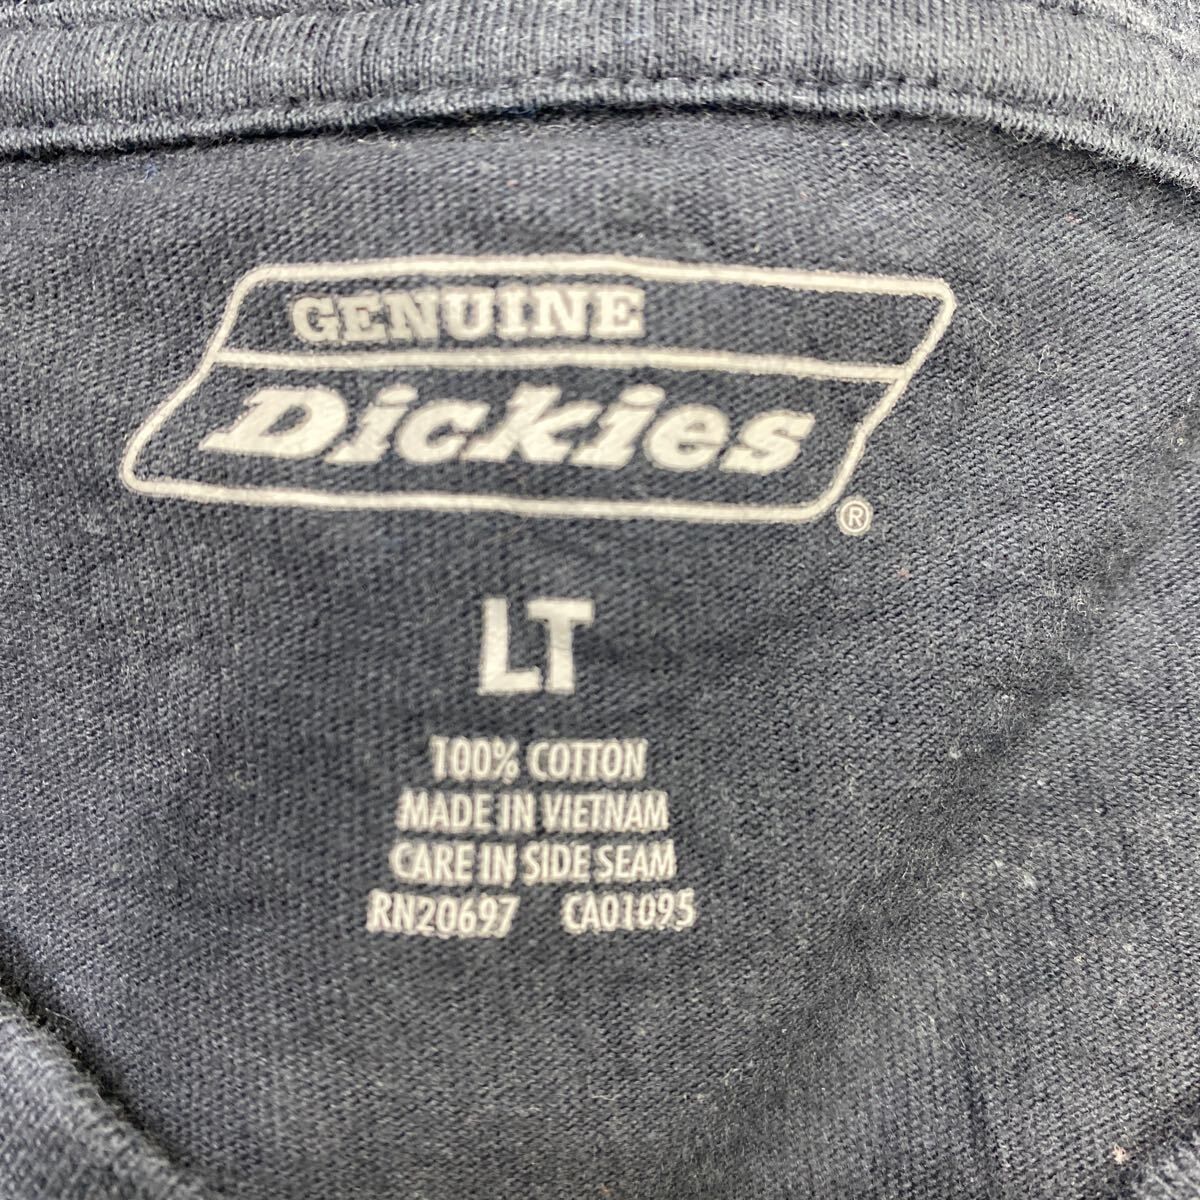 GENUINE
Dickies®
LT
100% COTTON
MADE IN VIETNAM
CARE IN SIDE SEAM
RN20697 CA01095